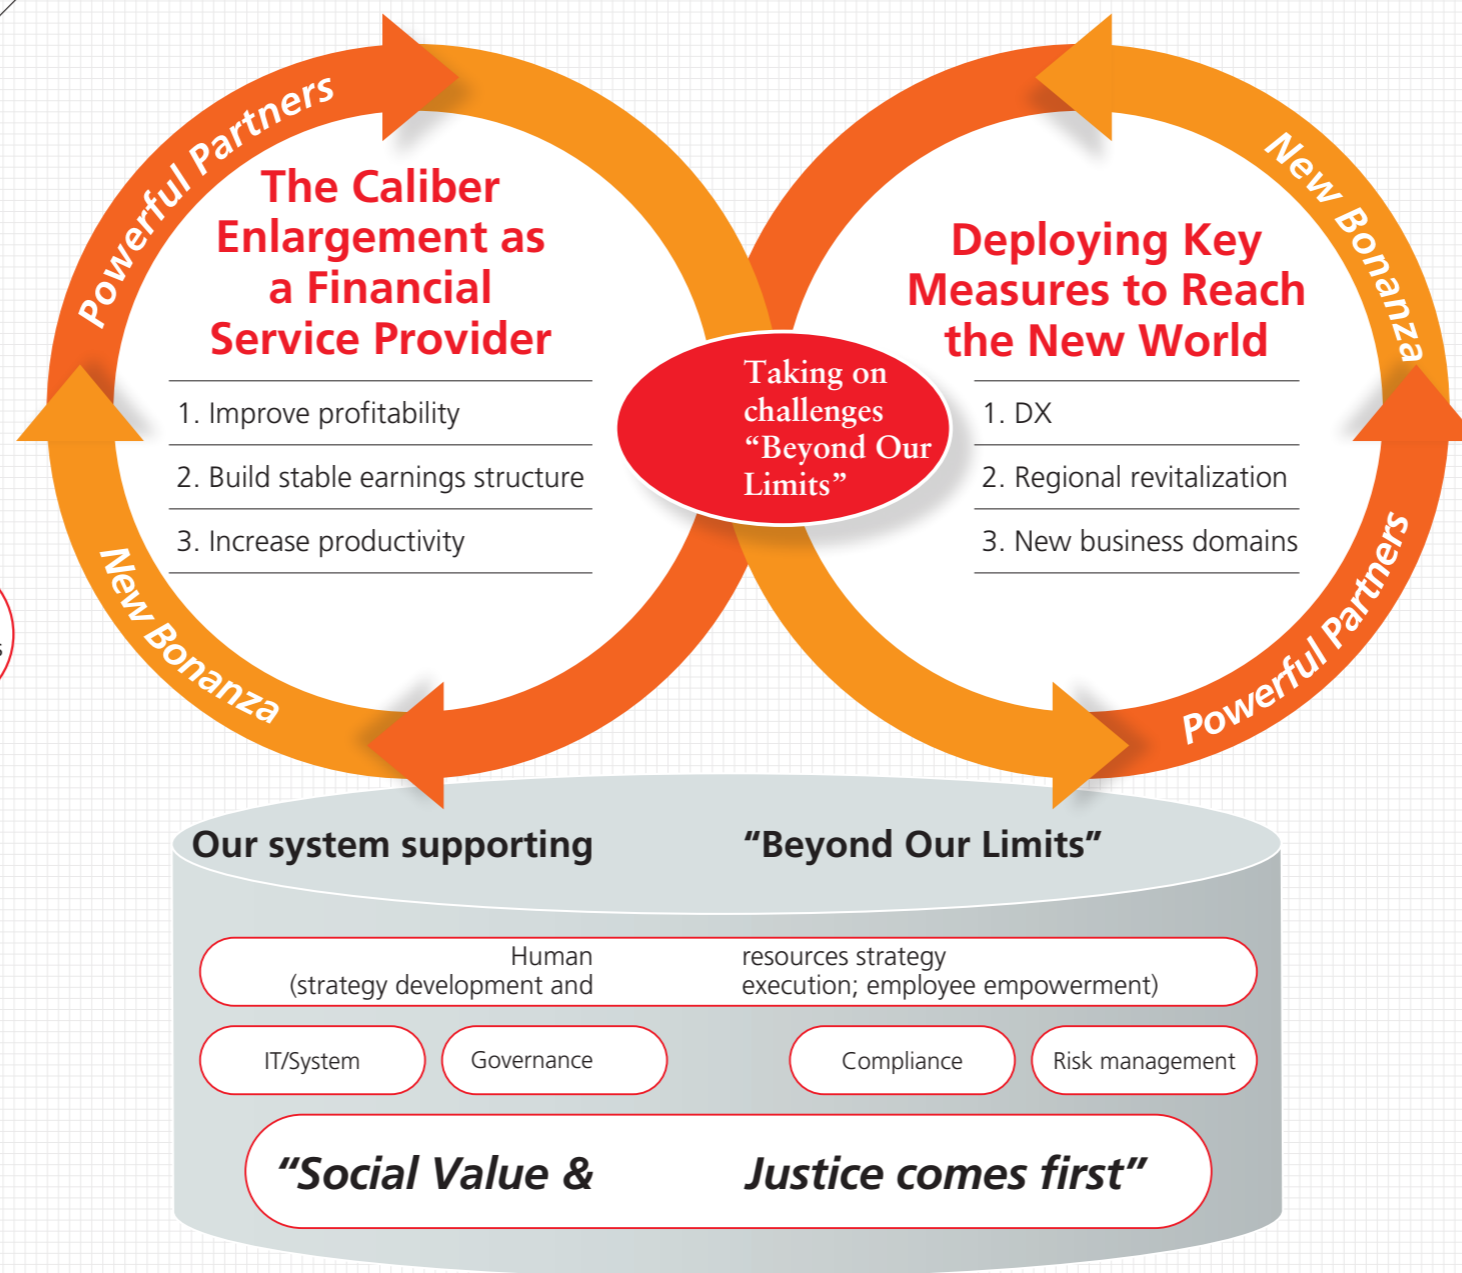 Powerful Partners
The Caliber
Enlargement as
a Financial
Service Provider
1. Improve profitability
2. Build stable earnings structure
3. Increase productivity
New Bonanza
Taking on
challenges
“Beyond Our
Limits”
New Bonanza
Deploying Key
Measures to Reach
the New World
1. DX
2. Regional revitalization
3. New business domains
Powerful Partners
Our system supporting “Beyond Our Limits”
Human resources strategy
(strategy development and execution; employee empowerment)
IT/System Governance Compliance Risk management
“Social Value & Justice comes first”